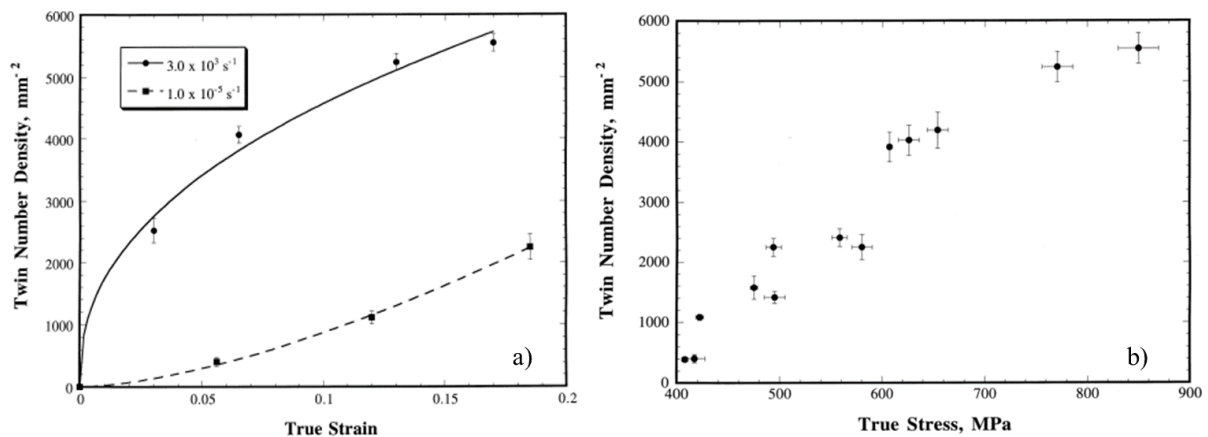 6000
5000
4000
3000
2000
1000
0
Twin Number Density, mm⁻²
3.0 x 10³ s⁻¹
1.0 x 10⁻⁵ s⁻¹
a)
0 0.05 0.1 0.15 0.2
True Strain
6000
5000
4000
3000
2000
1000
0
Twin Number Density, mm⁻²
b)
400 500 600 700 800 900
True Stress, MPa